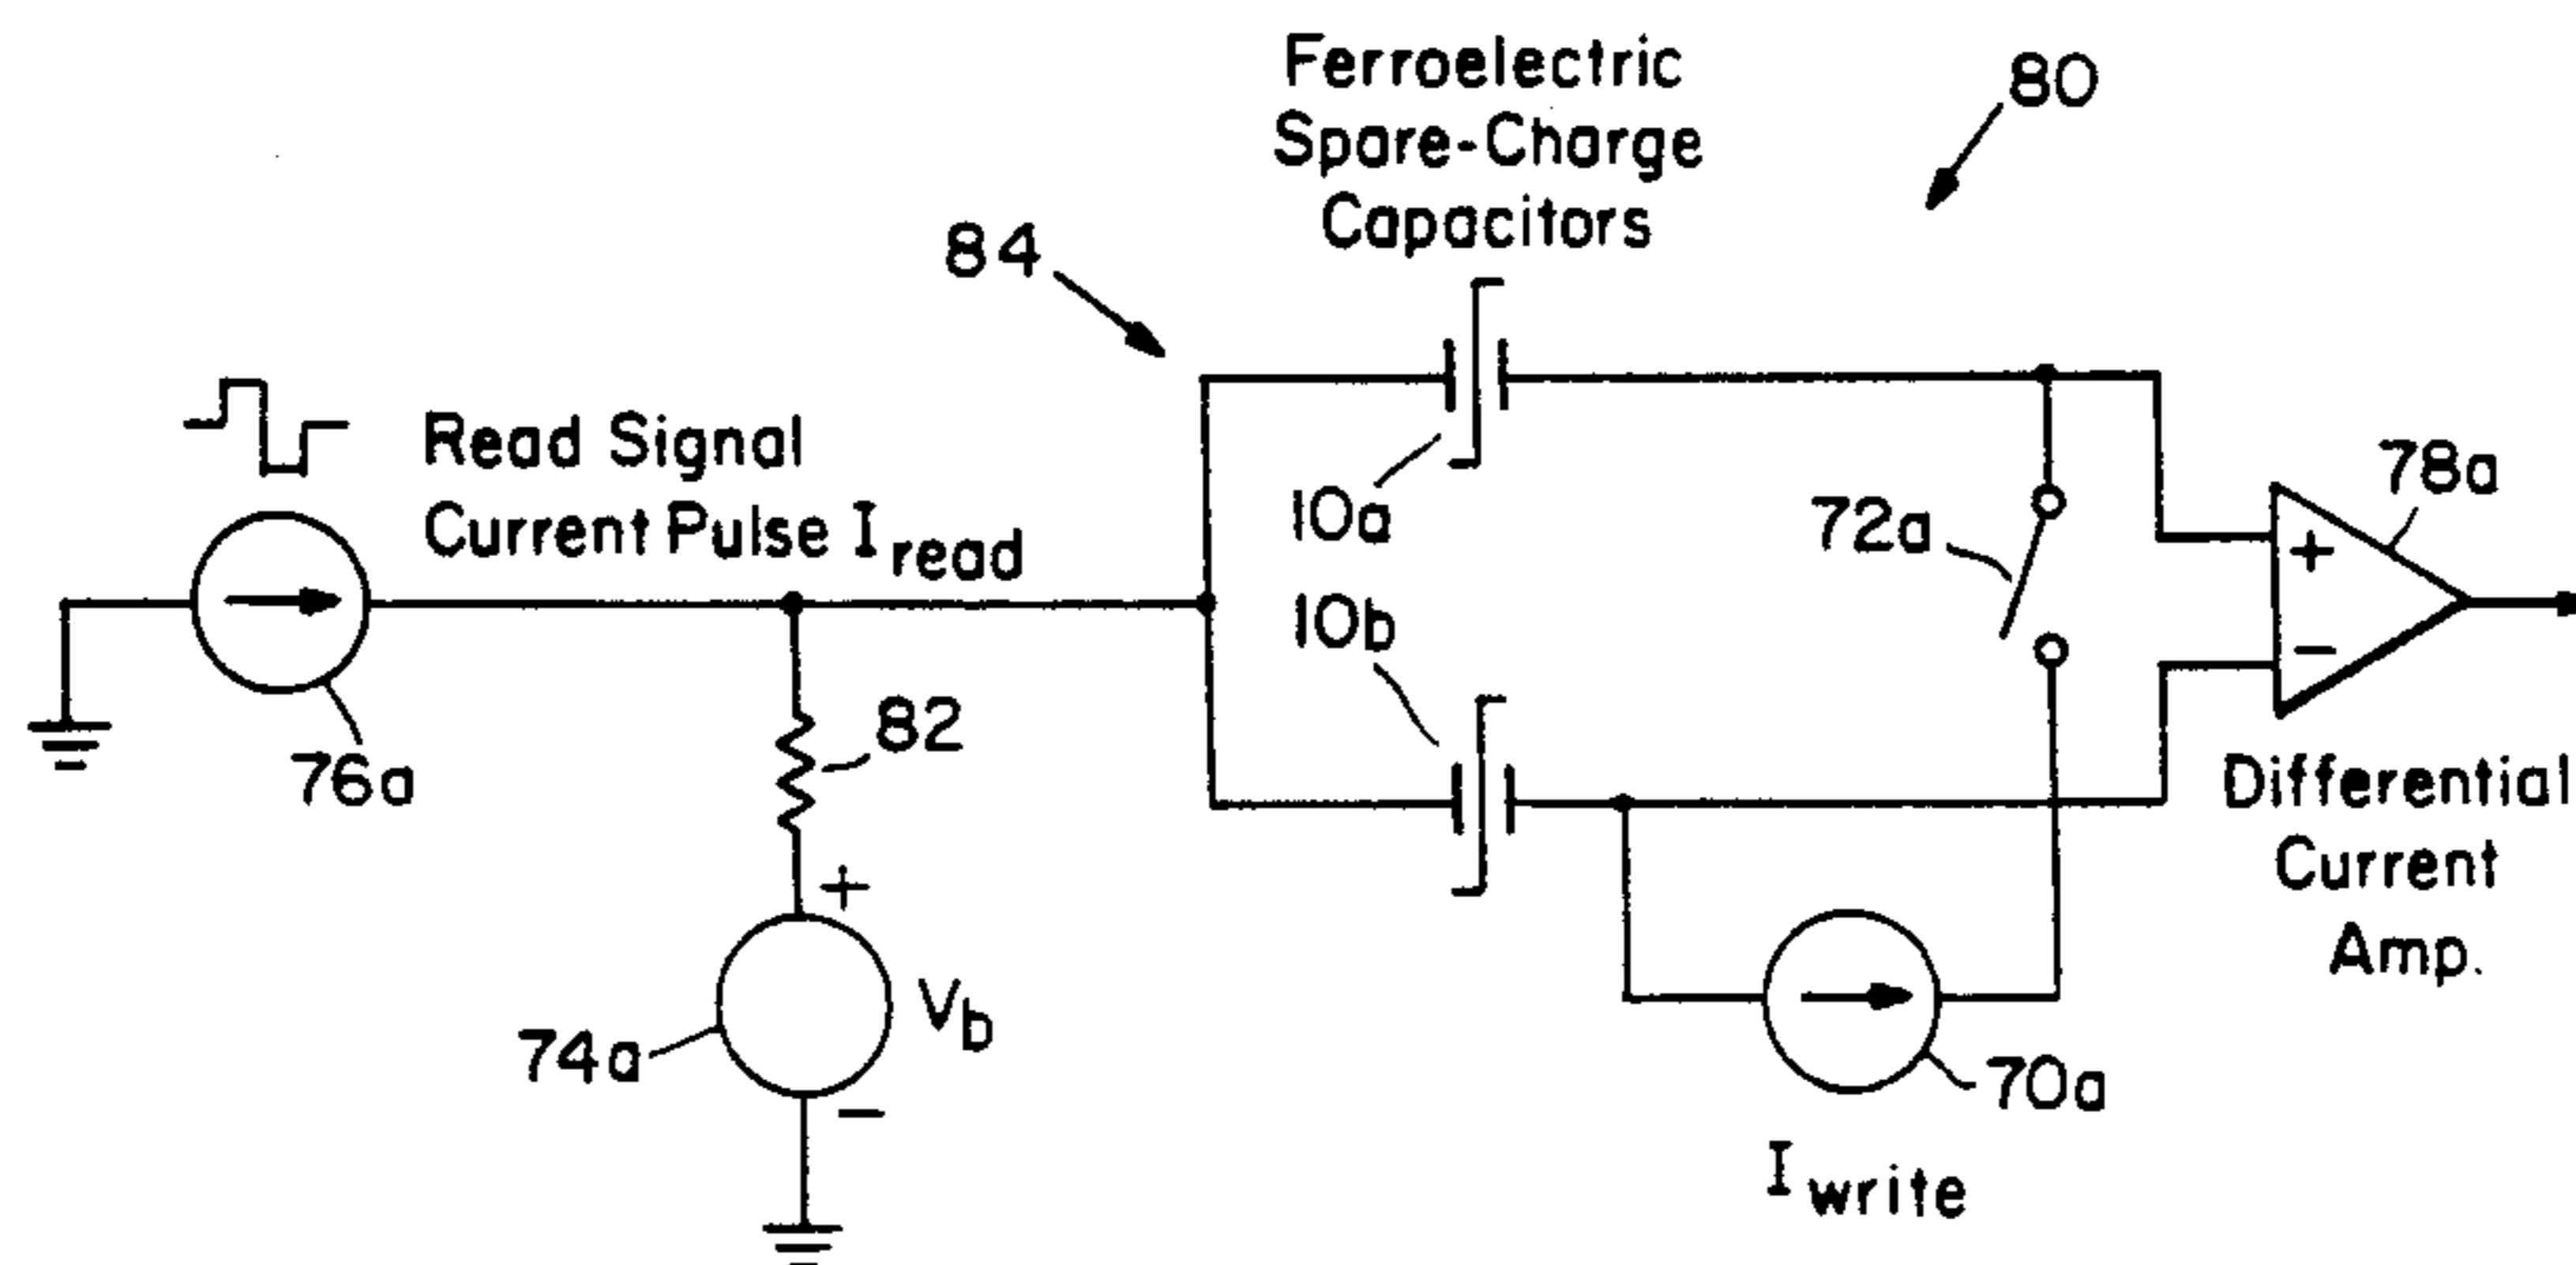 Ferroelectric
Spare-Charge
Capacitors
80
84
Read Signal
Current Pulse I read
76a
82
+
74a
V b
−
10a
10b
72a
78a
+
−
Differential
Current
Amp.
70a
I write